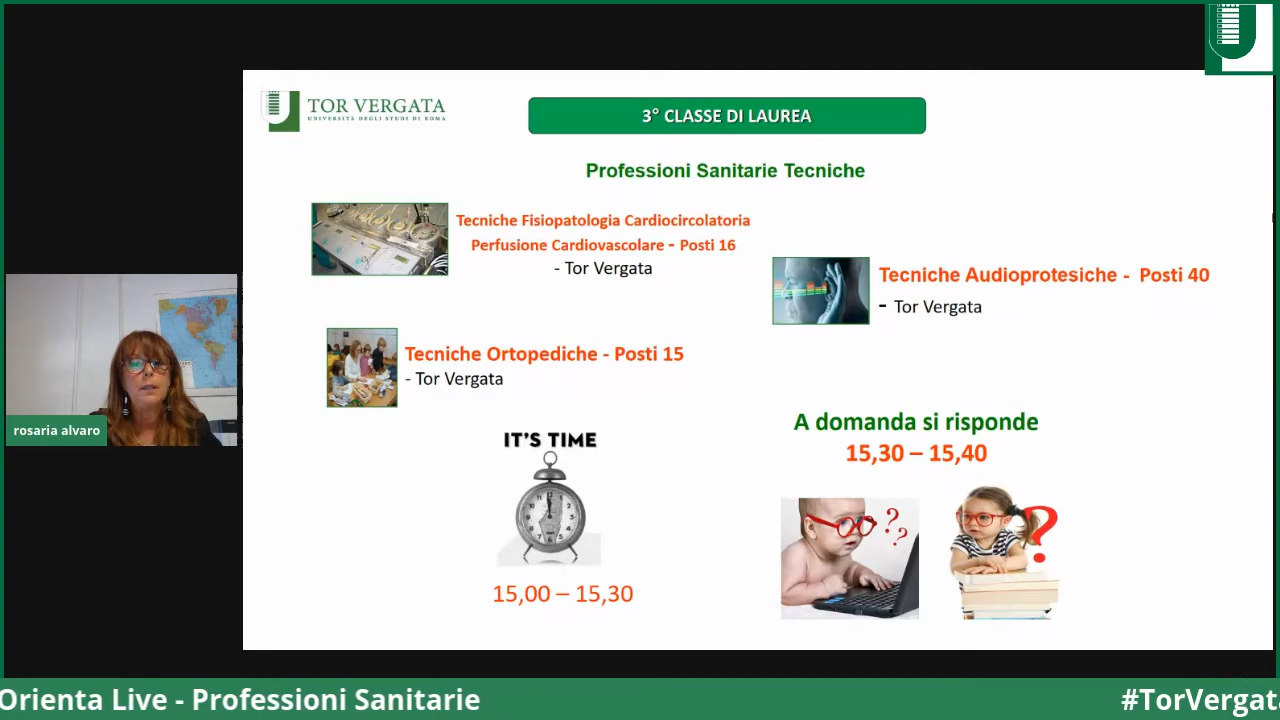 TOR VERGATA
UNIVERSITÀ DEGLI STUDI DI ROMA
3° CLASSE DI LAUREA
Professioni Sanitarie Tecniche
Tecniche Fisiopatologia Cardiocircolatoria
Perfusione Cardiovascolare - Posti 16
- Tor Vergata
Tecniche Audioprotesiche - Posti 40
- Tor Vergata
Tecniche Ortopediche - Posti 15
- Tor Vergata
rosaria alvaro
A domanda si risponde
15,30 – 15,40
IT'S TIME
15,00 – 15,30
Orienta Live - Professioni Sanitarie
#TorVergata